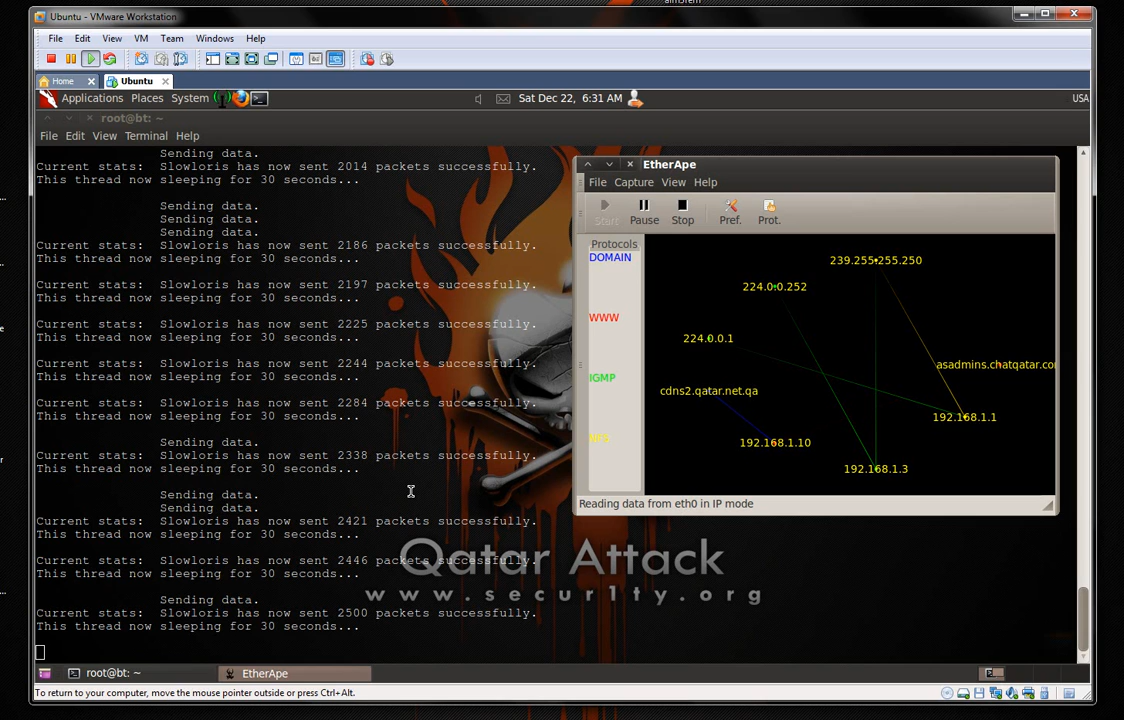 Ubuntu - VMware Workstation
File Edit View VM Team Windows Help
Home Ubuntu
Applications Places System Sat Dec 22, 6:31 AM USA
root@bt: ~
File Edit View Terminal Help
Sending data.
Current stats: Slowloris has now sent 2014 packets successfully.
This thread now sleeping for 30 seconds...
Sending data.
Sending data.
Sending data.
Current stats: Slowloris has now sent 2186 packets successfully.
This thread now sleeping for 30 seconds...
Current stats: Slowloris has now sent 2197 packets successfully.
This thread now sleeping for 30 seconds...
Current stats: Slowloris has now sent 2225 packets successfully.
This thread now sleeping for 30 seconds...
Current stats: Slowloris has now sent 2244 packets successfully.
This thread now sleeping for 30 seconds...
Current stats: Slowloris has now sent 2284 packets successfully.
This thread now sleeping for 30 seconds...
Sending data.
Current stats: Slowloris has now sent 2338 packets successfully.
This thread now sleeping for 30 seconds...
Sending data.
Sending data.
Current stats: Slowloris has now sent 2421 packets successfully.
This thread now sleeping for 30 seconds...
Current stats: Slowloris has now sent 2446 packets successfully.
This thread now sleeping for 30 seconds...
Sending data.
Current stats: Slowloris has now sent 2500 packets successfully.
This thread now sleeping for 30 seconds...
EtherApe
File Capture View Help
Start Pause Stop Pref. Prot.
Protocols
DOMAIN
WWW
IGMP
NFS
239.255.255.250
224.0.0.252
224.0.0.1
asadmins.chatqatar.co
cdns2.qatar.net.qa
192.168.1.1
192.168.1.10
192.168.1.3
Reading data from eth0 in IP mode
Qatar Attack
www.secur1ty.org
root@bt: ~ EtherApe
To return to your computer, move the mouse pointer outside or press Ctrl+Alt.